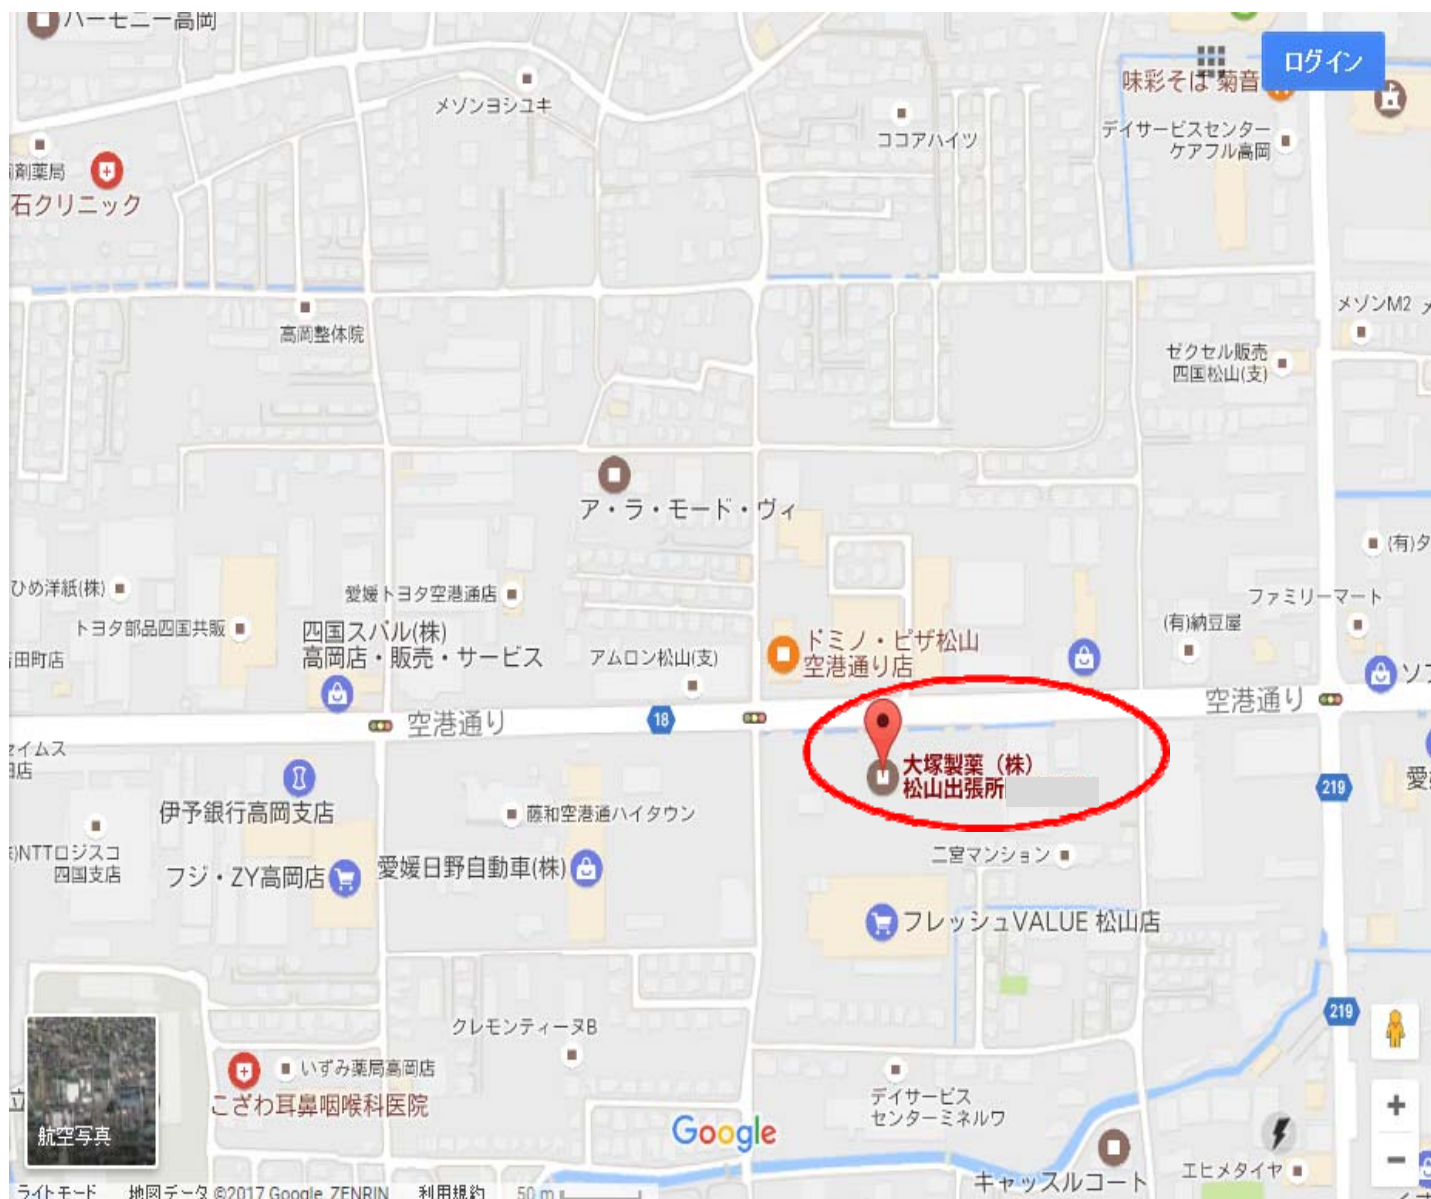 ハーモニー高岡
ログイン
味彩そば 菊音
メゾンヨシユキ
ココアハイツ
デイサービスセンター
ケアフル高岡
剤薬局
石クリニック
高岡整体院
メゾンM2
ゼクセル販売
四国松山(支)
ア・ラ・モード・ヴィ
(有)タ
ひめ洋紙(株)
愛媛トヨタ空港通店
ファミリーマート
トヨタ部品四国共販
四国スバル(株)
高岡店・販売・サービス
アムロン松山(支)
ドミノ・ピザ松山
空港通り店
(有)納豆屋
田町店
ソフ
空港通り
18
空港通り
セイムス
店
大塚製薬（株）
松山出張所
219
愛媛
伊予銀行高岡支店
藤和空港通ハイタウン
NTTロジスコ
四国支店
フジ・ZY高岡店
愛媛日野自動車(株)
二宮マンション
フレッシュVALUE 松山店
219
クレモンティーヌB
いずみ薬局高岡店
こざわ耳鼻咽喉科医院
立
航空写真
デイサービス
センターミネルワ
Google
キャッスルコート
エヒメタイヤ
+
−
ライトモード 地図データ ©2017 Google, ZENRIN 利用規約 50 m